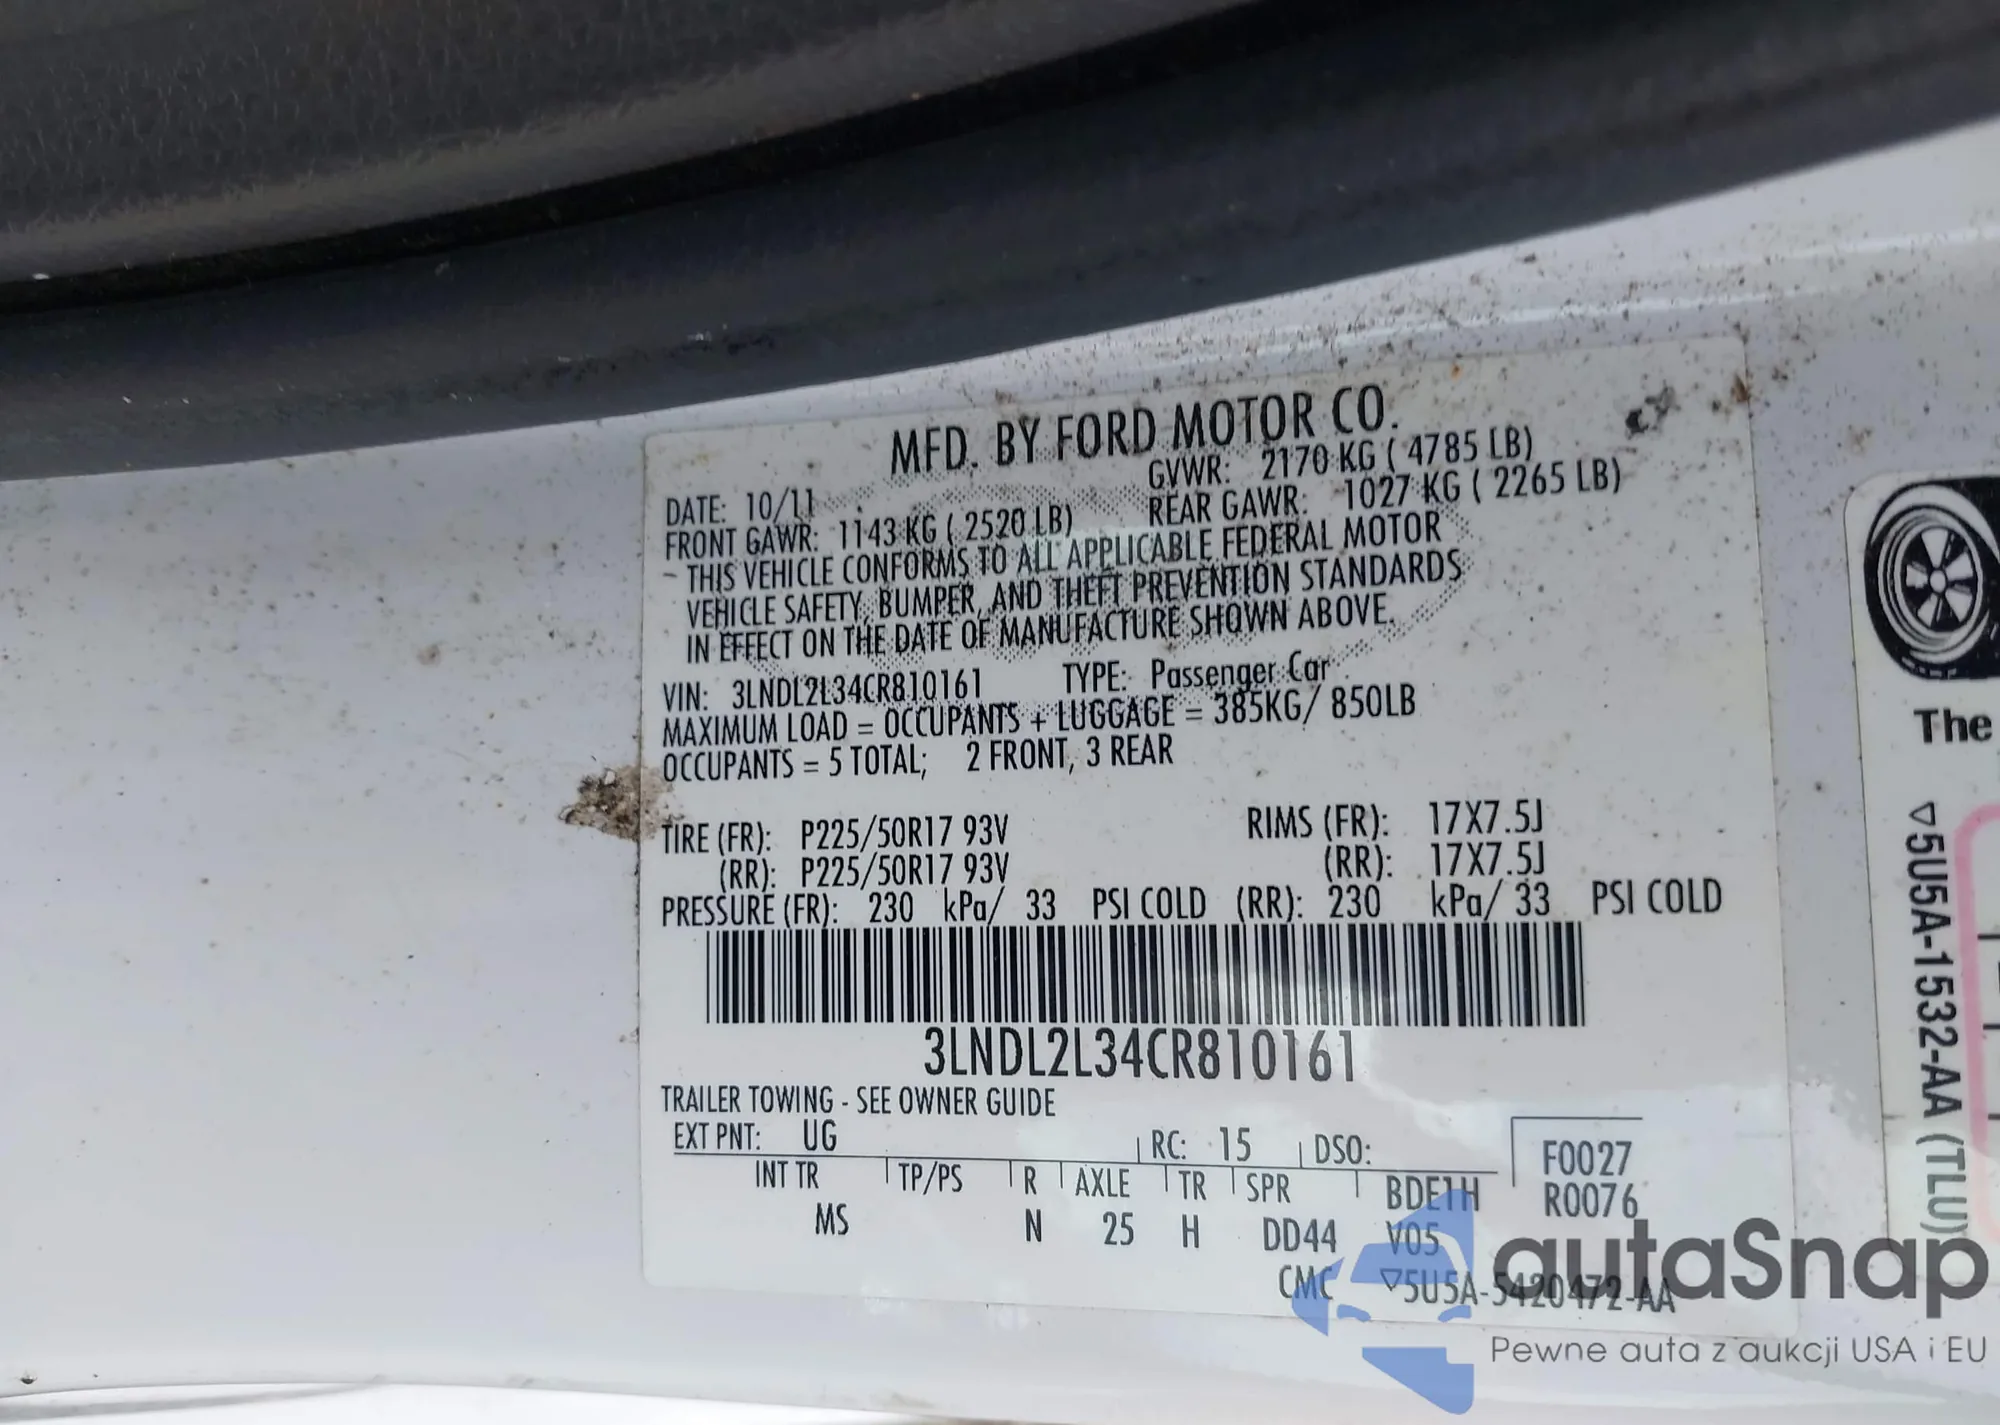 MFD. BY FORD MOTOR CO.
DATE: 10/11 GVWR: 2170 KG ( 4785 LB)
FRONT GAWR: 1143 KG ( 2520 LB) REAR GAWR: 1027 KG ( 2265 LB)
THIS VEHICLE CONFORMS TO ALL APPLICABLE FEDERAL MOTOR
VEHICLE SAFETY, BUMPER, AND THEFT PREVENTION STANDARDS
IN EFFECT ON THE DATE OF MANUFACTURE SHOWN ABOVE.
VIN: 3LNDL2L34CR810161 TYPE: Passenger Car
MAXIMUM LOAD = OCCUPANTS + LUGGAGE = 385KG/ 850LB
OCCUPANTS = 5 TOTAL; 2 FRONT, 3 REAR
TIRE (FR): P225/50R17 93V RIMS (FR): 17X7.5J
(RR): P225/50R17 93V (RR): 17X7.5J
PRESSURE (FR): 230 kPa/ 33 PSI COLD (RR): 230 kPa/ 33 PSI COLD
3LNDL2L34CR810161
TRAILER TOWING - SEE OWNER GUIDE
EXT PNT: UG RC: 15 DSO: F0027
INT TR TP/PS R AXLE TR SPR BDE1H R0076
MS N 25 H DD44 V05
CMC ▽5U5A-5420472-AA
The
▽5U5A-1532-AA (TLU)
autaSnap
Pewne auta z aukcji USA i EU